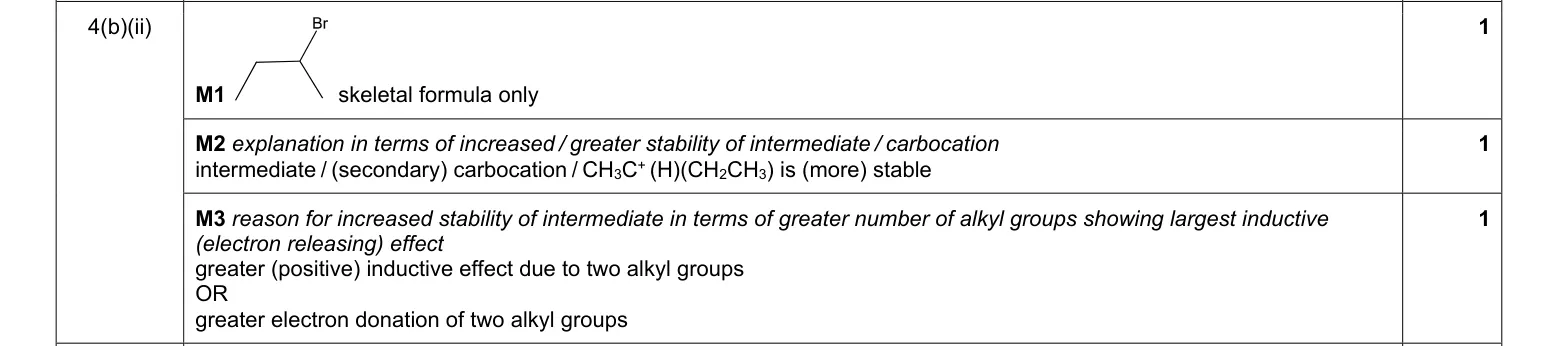 4(b)(ii)
Br
1
M1 skeletal formula only
M2 explanation in terms of increased / greater stability of intermediate / carbocation
1
intermediate / (secondary) carbocation / CH₃C⁺ (H)(CH₂CH₃) is (more) stable
M3 reason for increased stability of intermediate in terms of greater number of alkyl groups showing largest inductive
1
(electron releasing) effect
greater (positive) inductive effect due to two alkyl groups
OR
greater electron donation of two alkyl groups